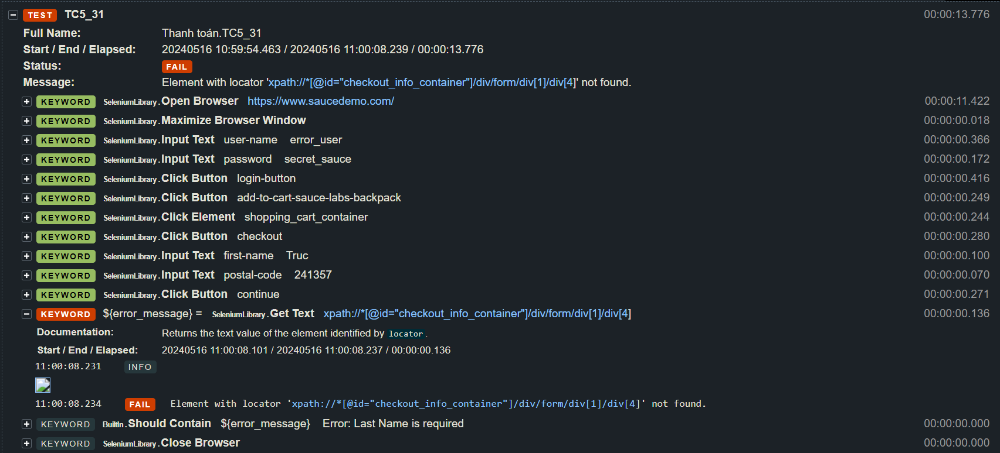 TEST TC5_31 00:00:13.776
Full Name: Thanh toán.TC5_31
Start / End / Elapsed: 20240516 10:59:54.463 / 20240516 11:00:08.239 / 00:00:13.776
Status: FAIL
Message: Element with locator 'xpath://*[@id="checkout_info_container"]/div/form/div[1]/div[4]' not found.
KEYWORD SeleniumLibrary.Open Browser https://www.saucedemo.com/ 00:00:11.422
KEYWORD SeleniumLibrary.Maximize Browser Window 00:00:00.018
KEYWORD SeleniumLibrary.Input Text user-name error_user 00:00:00.366
KEYWORD SeleniumLibrary.Input Text password secret_sauce 00:00:00.172
KEYWORD SeleniumLibrary.Click Button login-button 00:00:00.416
KEYWORD SeleniumLibrary.Click Button add-to-cart-sauce-labs-backpack 00:00:00.249
KEYWORD SeleniumLibrary.Click Element shopping_cart_container 00:00:00.244
KEYWORD SeleniumLibrary.Click Button checkout 00:00:00.280
KEYWORD SeleniumLibrary.Input Text first-name Truc 00:00:00.100
KEYWORD SeleniumLibrary.Input Text postal-code 241357 00:00:00.070
KEYWORD SeleniumLibrary.Click Button continue 00:00:00.271
KEYWORD ${error_message} = SeleniumLibrary.Get Text xpath://*[@id="checkout_info_container"]/div/form/div[1]/div[4] 00:00:00.136
Documentation: Returns the text value of the element identified by locator.
Start / End / Elapsed: 20240516 11:00:08.101 / 20240516 11:00:08.237 / 00:00:00.136
11:00:08.231 INFO
11:00:08.234 FAIL Element with locator 'xpath://*[@id="checkout_info_container"]/div/form/div[1]/div[4]' not found.
KEYWORD BuiltIn.Should Contain ${error_message} Error: Last Name is required 00:00:00.000
KEYWORD SeleniumLibrary.Close Browser 00:00:00.000